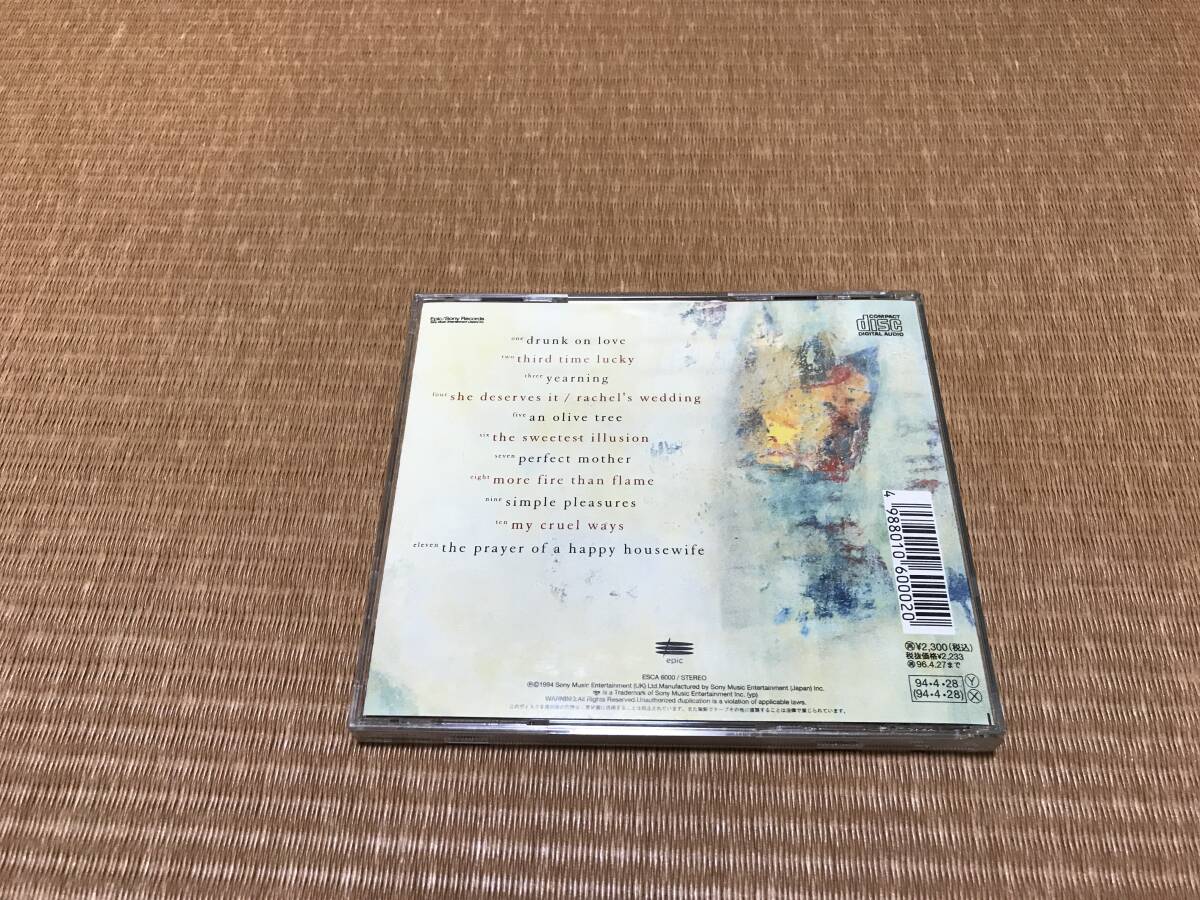 Epic/Sony Records
COMPACT
disc
DIGITAL AUDIO
one drunk on love
two third time lucky
three yearning
four she deserves it / rachel's wedding
five an olive tree
six the sweetest illusion
seven perfect mother
eight more fire than flame
nine simple pleasures
ten my cruel ways
eleven the prayer of a happy housewife
4 988010 600020
epic
ESCA 6000 / STEREO
℗©1994 Sony Music Entertainment (UK) Ltd. Manufactured by Sony Music Entertainment (Japan) Inc.
is a Trademark of Sony Music Entertainment Inc. (yp)
WARNING: All Rights Reserved. Unauthorized duplication is a violation of applicable laws.
¥2,300(税込)
税抜価格¥2,233
96.4.27まで
94・4・28 Y
(94・4・28) X